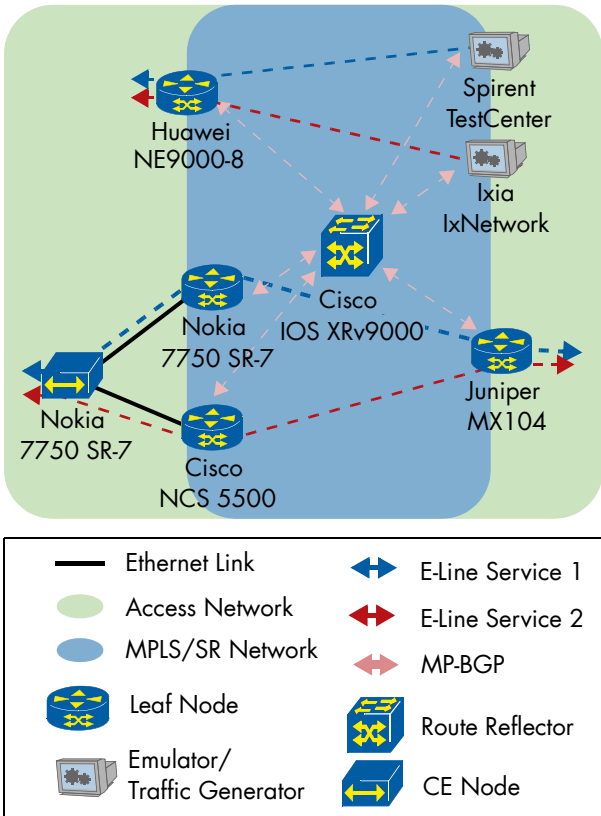 Spirent
TestCenter
Huawei
NE9000-8
Ixia
IxNetwork
Cisco
IOS XRv9000
Nokia
7750 SR-7
Juniper
MX104
Nokia
7750 SR-7
Cisco
NCS 5500
Ethernet Link
Access Network
MPLS/SR Network
Leaf Node
Emulator/
Traffic Generator
E-Line Service 1
E-Line Service 2
MP-BGP
Route Reflector
CE Node